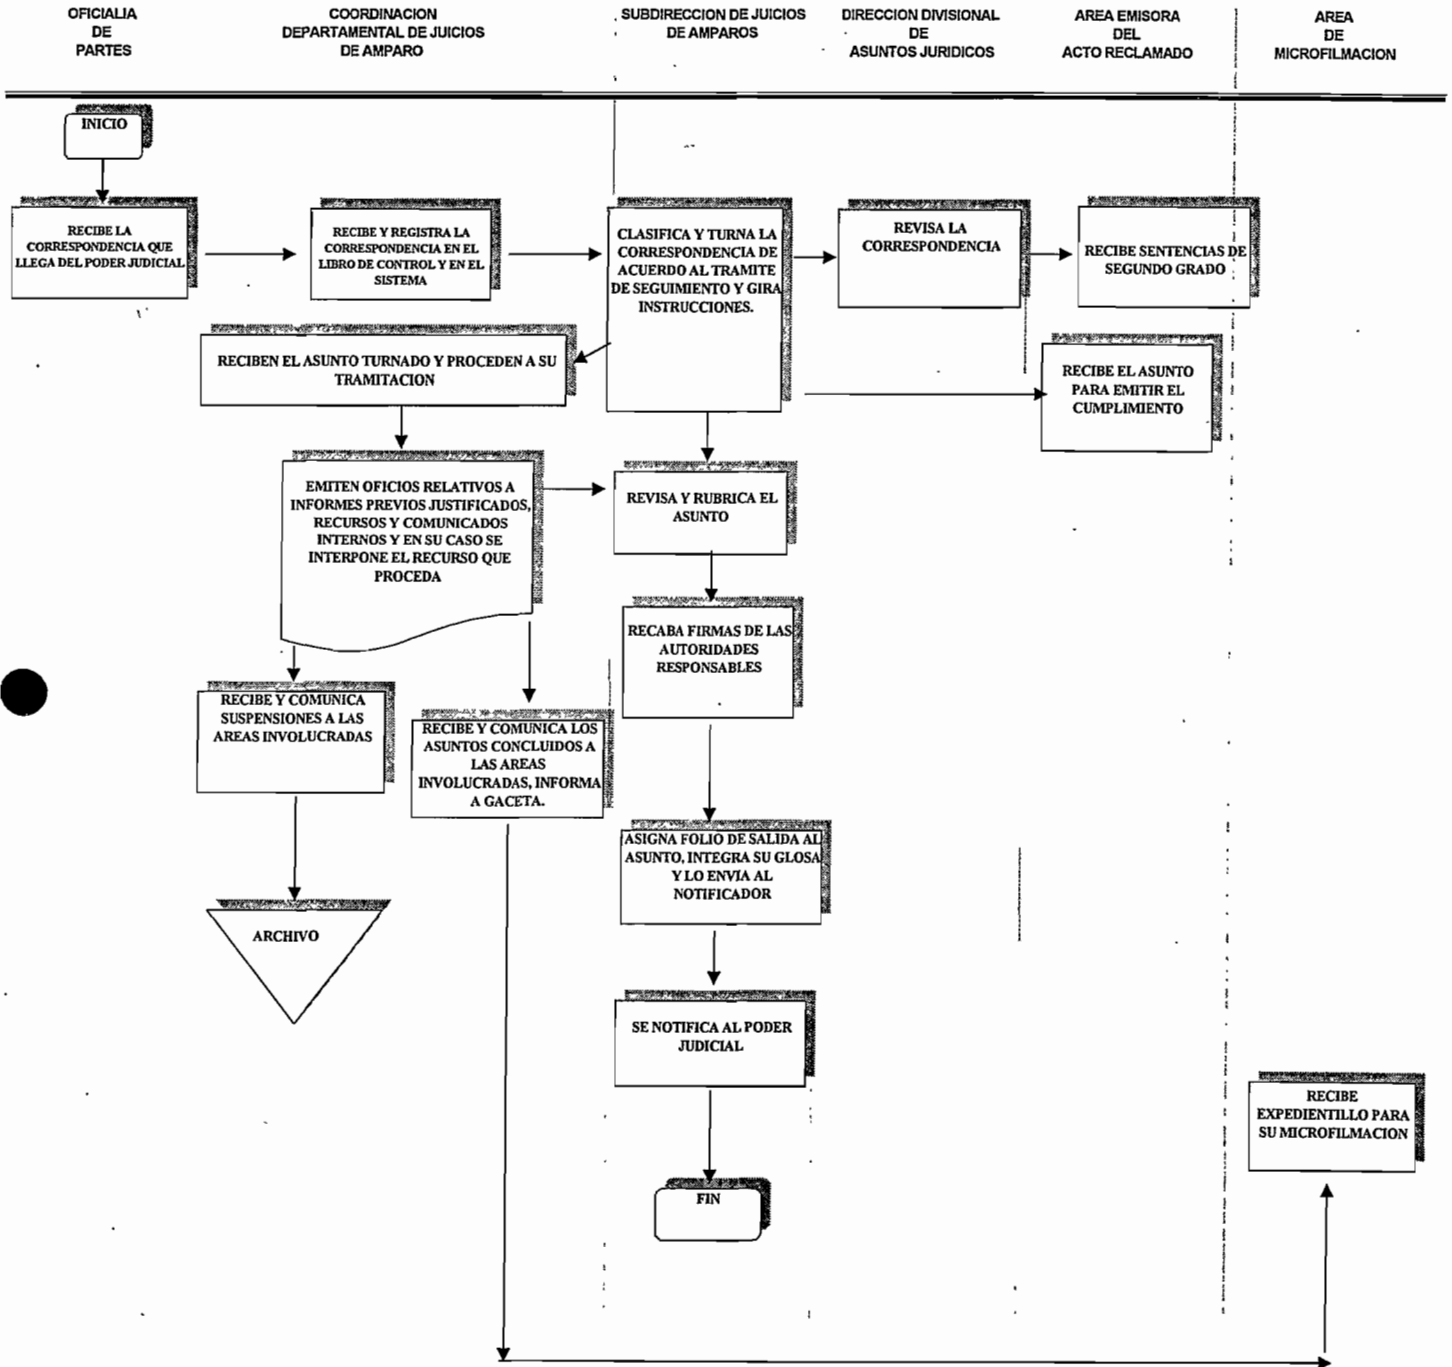 OFICIALIA
DE
PARTES
COORDINACION
DEPARTAMENTAL DE JUICIOS
DE AMPARO
SUBDIRECCION DE JUICIOS
DE AMPAROS
DIRECCION DIVISIONAL
DE
ASUNTOS JURIDICOS
AREA EMISORA
DEL
ACTO RECLAMADO
AREA
DE
MICROFILMACION
INICIO
RECIBE LA
CORRESPONDENCIA QUE
LLEGA DEL PODER JUDICIAL
RECIBE Y REGISTRA LA
CORRESPONDENCIA EN EL
LIBRO DE CONTROL Y EN EL
SISTEMA
CLASIFICA Y TURNA LA
CORRESPONDENCIA DE
ACUERDO AL TRAMITE
DE SEGUIMIENTO Y GIRA
INSTRUCCIONES.
REVISA LA
CORRESPONDENCIA
RECIBE SENTENCIAS DE
SEGUNDO GRADO
RECIBEN EL ASUNTO TURNADO Y PROCEDEN A SU
TRAMITACION
RECIBE EL ASUNTO
PARA EMITIR EL
CUMPLIMIENTO
EMITEN OFICIOS RELATIVOS A
INFORMES PREVIOS JUSTIFICADOS,
RECURSOS Y COMUNICADOS
INTERNOS Y EN SU CASO SE
INTERPONE EL RECURSO QUE
PROCEDA
REVISA Y RUBRICA EL
ASUNTO
RECABA FIRMAS DE LAS
AUTORIDADES
RESPONSABLES
RECIBE Y COMUNICA
SUSPENSIONES A LAS
AREAS INVOLUCRADAS
RECIBE Y COMUNICA LOS
ASUNTOS CONCLUIDOS A
LAS AREAS
INVOLUCRADAS, INFORMA
A GACETA.
ASIGNA FOLIO DE SALIDA AL
ASUNTO, INTEGRA SU GLOSA
Y LO ENVIA AL
NOTIFICADOR
ARCHIVO
SE NOTIFICA AL PODER
JUDICIAL
RECIBE
EXPEDIENTILLO PARA
SU MICROFILMACION
FIN